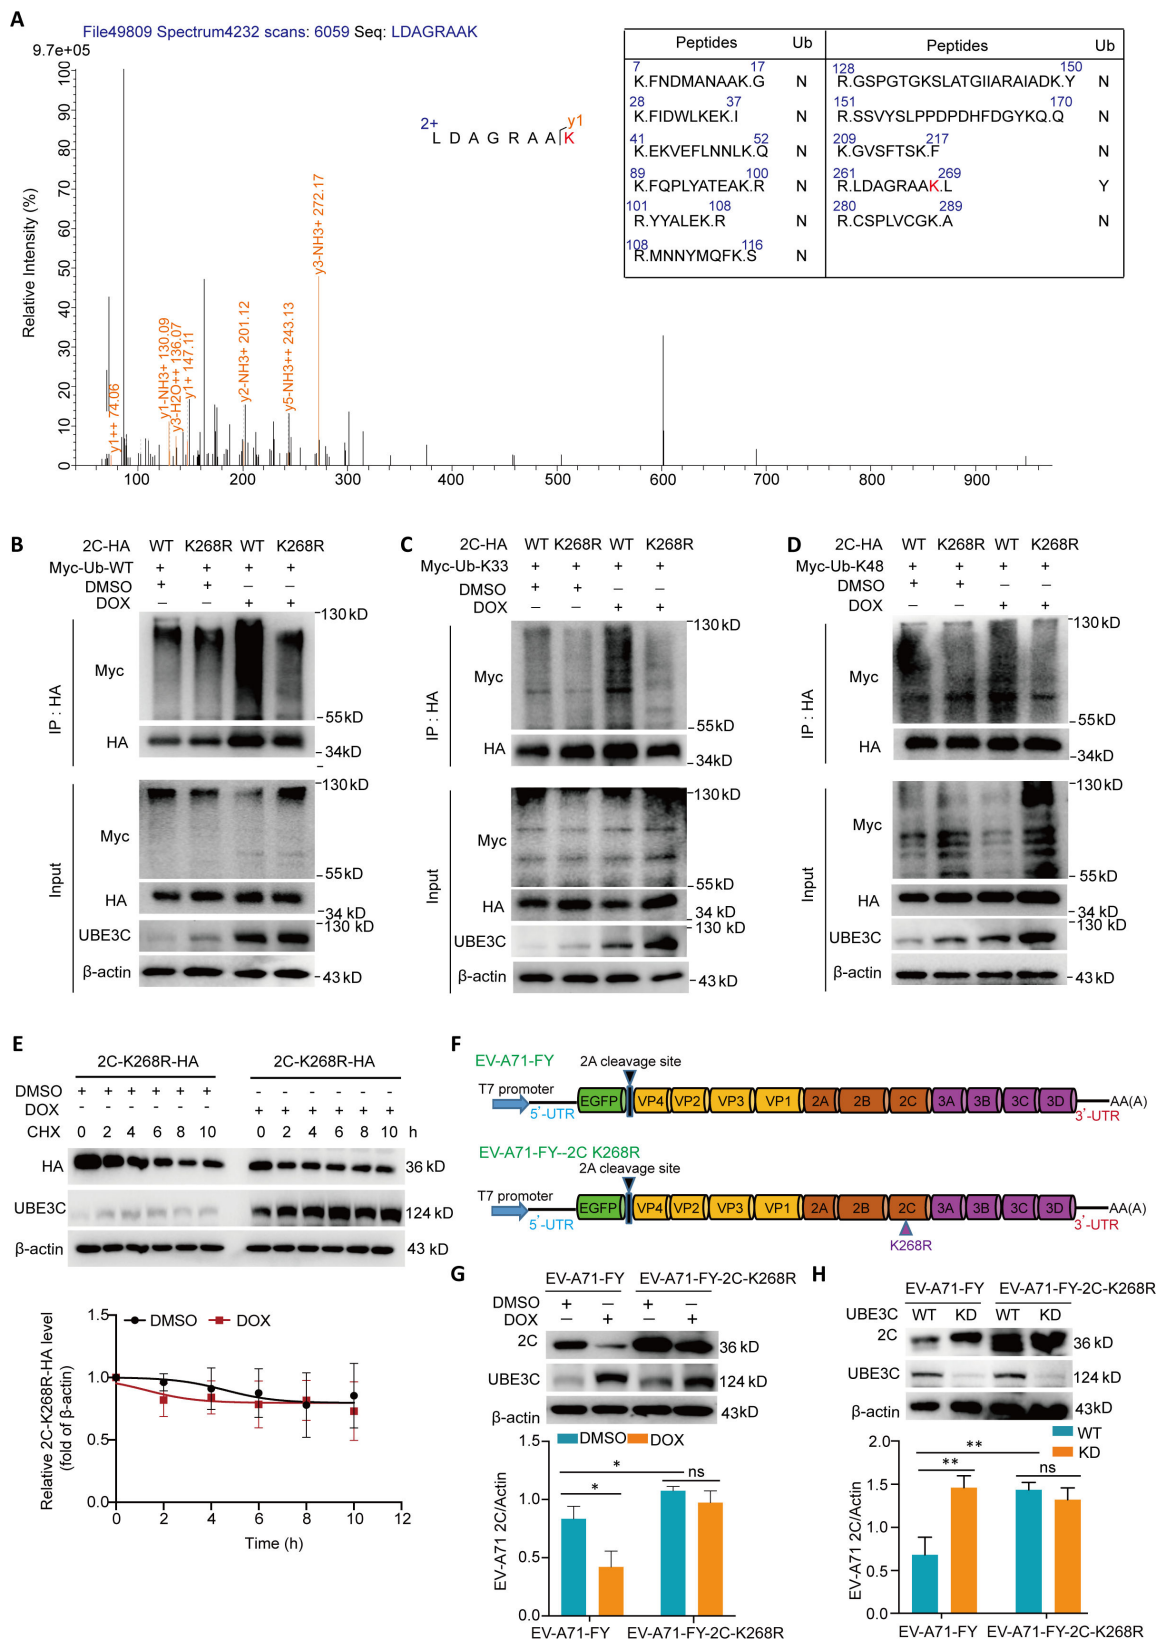 A
File49809 Spectrum4232 scans: 6059 Seq: LDAGRAAK
9.7e+05
Relative Intensity (%)
100
90
80
70
60
50
40
30
20
10
0
100 200 300 400 500 600 700 800 900
y1++ 74.06
y1-NH3+ 130.09
y3-H2O++ 136.07
y1+ 147.11
y2-NH3+ 201.12
y5-NH3++ 243.13
y3-NH3+ 272.17
2+
L D A G R A A K
y1
Peptides Ub Peptides Ub
7 17
K.FNDMANAAK.G N
28 37
K.FIDWLKEK.I N
41 52
K.EKVEFLNNLK.Q N
89 100
K.FQPLYATEAK.R N
101 108
R.YYALEK.R N
108 116
R.MNNYMQFK.S N
128 150
R.GSPGTGKSLATGIIARAIADK.Y N
151 170
R.SSVYSLPPDPDHFDGYKQ.Q N
209 217
K.GVSFTSK.F N
261 269
R.LDAGRAAK.L Y
280 289
R.CSPLVCGK.A N
B
2C-HA WT K268R WT K268R
Myc-Ub-WT + + + +
DMSO + + − −
DOX − − + +
IP : HA
Myc
130 kD
55kD
HA
34kD
Input
Myc
130kD
55kD
HA
34 kD
UBE3C
130 kD
β-actin
43 kD
C
2C-HA WT K268R WT K268R
Myc-Ub-K33 + + + +
DMSO + + − −
DOX − − + +
IP : HA
Myc
130 kD
55kD
HA
34kD
Input
Myc
130kD
55kD
HA
34 kD
UBE3C
130 kD
β-actin
43kD
D
2C-HA WT K268R WT K268R
Myc-Ub-K48 + + + +
DMSO + + − −
DOX − − + +
IP : HA
Myc
130 kD
55kD
HA
34kD
Input
Myc
130kD
55kD
HA
34 kD
UBE3C
130 kD
β-actin
43 kD
E
2C-K268R-HA 2C-K268R-HA
DMSO + + + + + + − − − − − −
DOX − − − − − − + + + + + +
CHX 0 2 4 6 8 10 0 2 4 6 8 10 h
HA 36 kD
UBE3C 124 kD
β-actin 43 kD
Relative 2C-K268R-HA level
(fold of β-actin)
1.5
1.0
0.5
0.0
DMSO DOX
0 2 4 6 8 10 12
Time (h)
F
EV-A71-FY
2A cleavage site
T7 promoter
5'-UTR
EGFP VP4 VP2 VP3 VP1 2A 2B 2C 3A 3B 3C 3D AA(A)
3'-UTR
EV-A71-FY--2C K268R
2A cleavage site
T7 promoter
5'-UTR
EGFP VP4 VP2 VP3 VP1 2A 2B 2C 3A 3B 3C 3D AA(A)
3'-UTR
K268R
G
EV-A71-FY EV-A71-FY-2C-K268R
DMSO + − + −
DOX − + − +
2C 36 kD
UBE3C 124 kD
β-actin 43kD
DMSO DOX
EV-A71 2C/Actin
1.5
1.0
0.5
0.0
*
*
ns
EV-A71-FY EV-A71-FY-2C-K268R
H
EV-A71-FY EV-A71-FY-2C-K268R
UBE3C WT KD WT KD
2C 36 kD
UBE3C 124 kD
β-actin 43kD
WT
KD
EV-A71 2C/Actin
2.0
1.5
1.0
0.5
0.0
**
**
ns
EV-A71-FY EV-A71-FY-2C-K268R